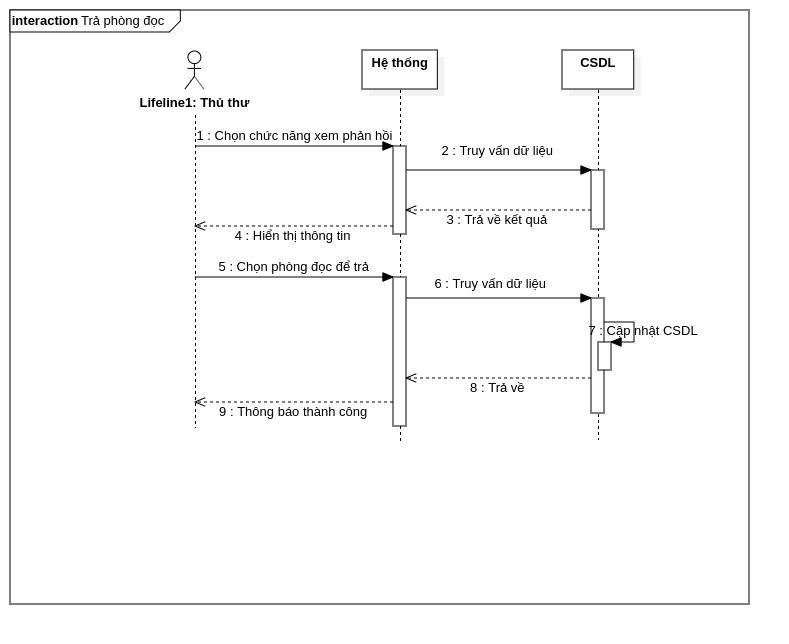 interaction Trả phòng đọc
Hệ thống
CSDL
Lifeline1: Thủ thư
1 : Chọn chức năng xem phản hồi
2 : Truy vấn dữ liệu
3 : Trả về kết quả
4 : Hiển thị thông tin
5 : Chọn phòng đọc để trả
6 : Truy vấn dữ liệu
7 : Cập nhật CSDL
8 : Trả về
9 : Thông báo thành công